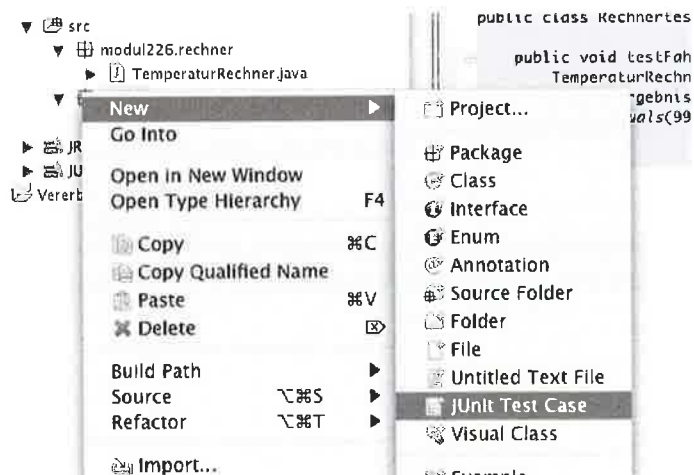 src
modul226.rechner
TemperaturRechner.java
JR
JU
Vererb
public class Rechnertes
public void testFah
TemperaturRechn
rgebnis
uals(99
New
Go Into
Open in New Window
Open Type Hierarchy F4
Copy ⌘C
Copy Qualified Name
Paste ⌘V
Delete ⌦
Build Path
Source ⌥⌘S
Refactor ⌥⌘T
Import...
Project...
Package
Class
Interface
Enum
Annotation
Source Folder
Folder
File
Untitled Text File
JUnit Test Case
Visual Class